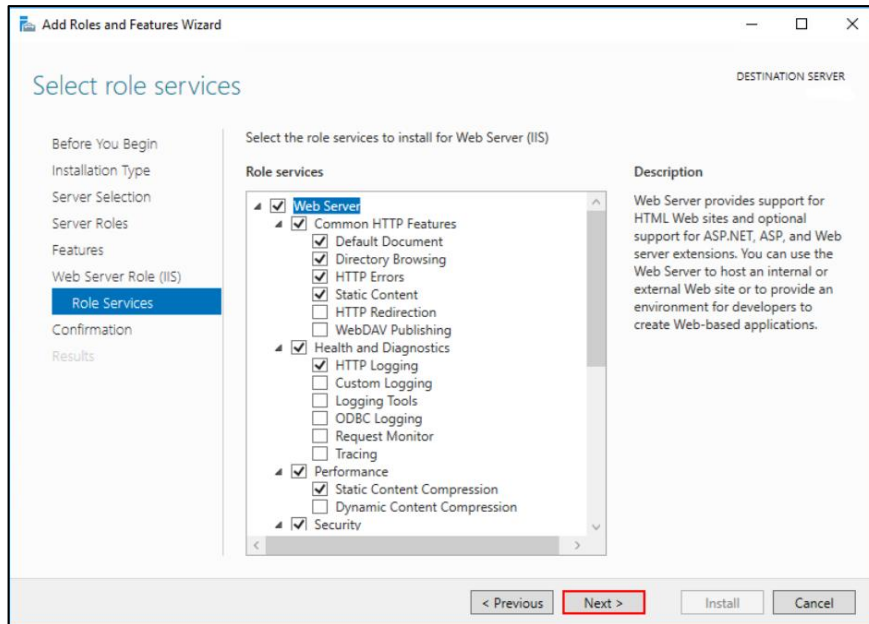 Add Roles and Features Wizard
Select role services
DESTINATION SERVER
Before You Begin
Installation Type
Server Selection
Server Roles
Features
Web Server Role (IIS)
Role Services
Confirmation
Results
Select the role services to install for Web Server (IIS)
Role services
Web Server
Common HTTP Features
Default Document
Directory Browsing
HTTP Errors
Static Content
HTTP Redirection
WebDAV Publishing
Health and Diagnostics
HTTP Logging
Custom Logging
Logging Tools
ODBC Logging
Request Monitor
Tracing
Performance
Static Content Compression
Dynamic Content Compression
Security
Description
Web Server provides support for
HTML Web sites and optional
support for ASP.NET, ASP, and Web
server extensions. You can use the
Web Server to host an internal or
external Web site or to provide an
environment for developers to
create Web-based applications.
< Previous
Next >
Install
Cancel